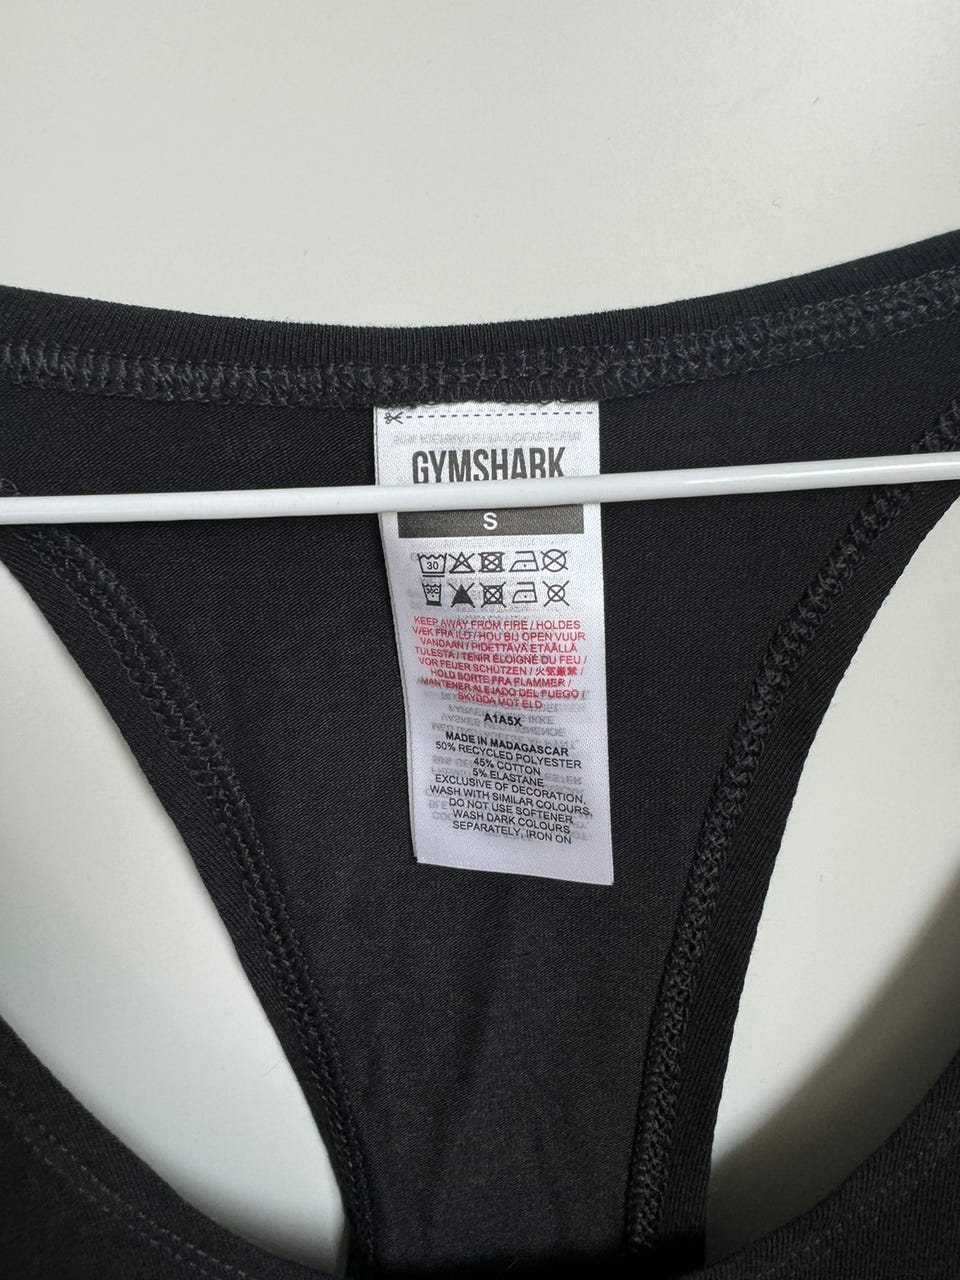 GYMSHARK
S
30
30C
KEEP AWAY FROM FIRE / HOLDES
VÆK FRA ILD / HOU BIJ OPEN VUUR
VANDAAN / PIDETTÄVÄ ETÄÄLLÄ
TULESTA / TENIR ÉLOIGNÉ DU FEU /
VOR FEUER SCHÜTZEN / 火気厳禁 /
HOLD BORTE FRA FLAMMER /
MANTENER ALEJADO DEL FUEGO /
SKYDDA MOT ELD
A1A5X
MADE IN MADAGASCAR
50% RECYCLED POLYESTER
45% COTTON
5% ELASTANE
EXCLUSIVE OF DECORATION,
WASH WITH SIMILAR COLOURS,
DO NOT USE SOFTENER,
WASH DARK COLOURS
SEPARATELY, IRON ON